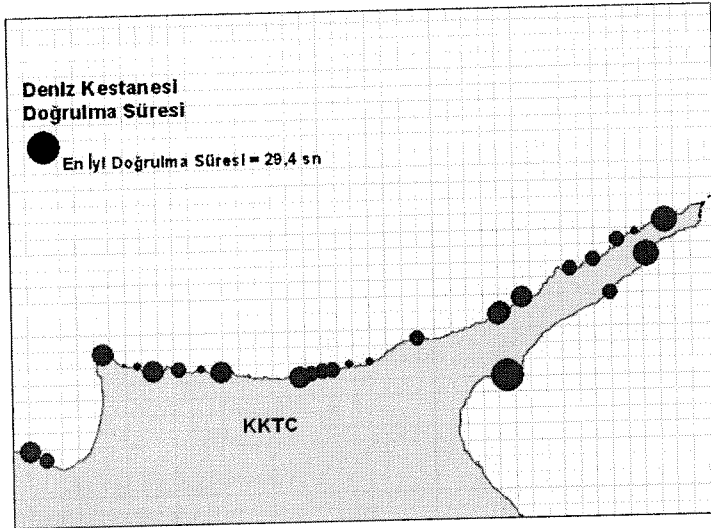 Deniz Kestanesi
Doğrulma Süresi
En İyi Doğrulma Süresi = 29,4 sn
KKTC